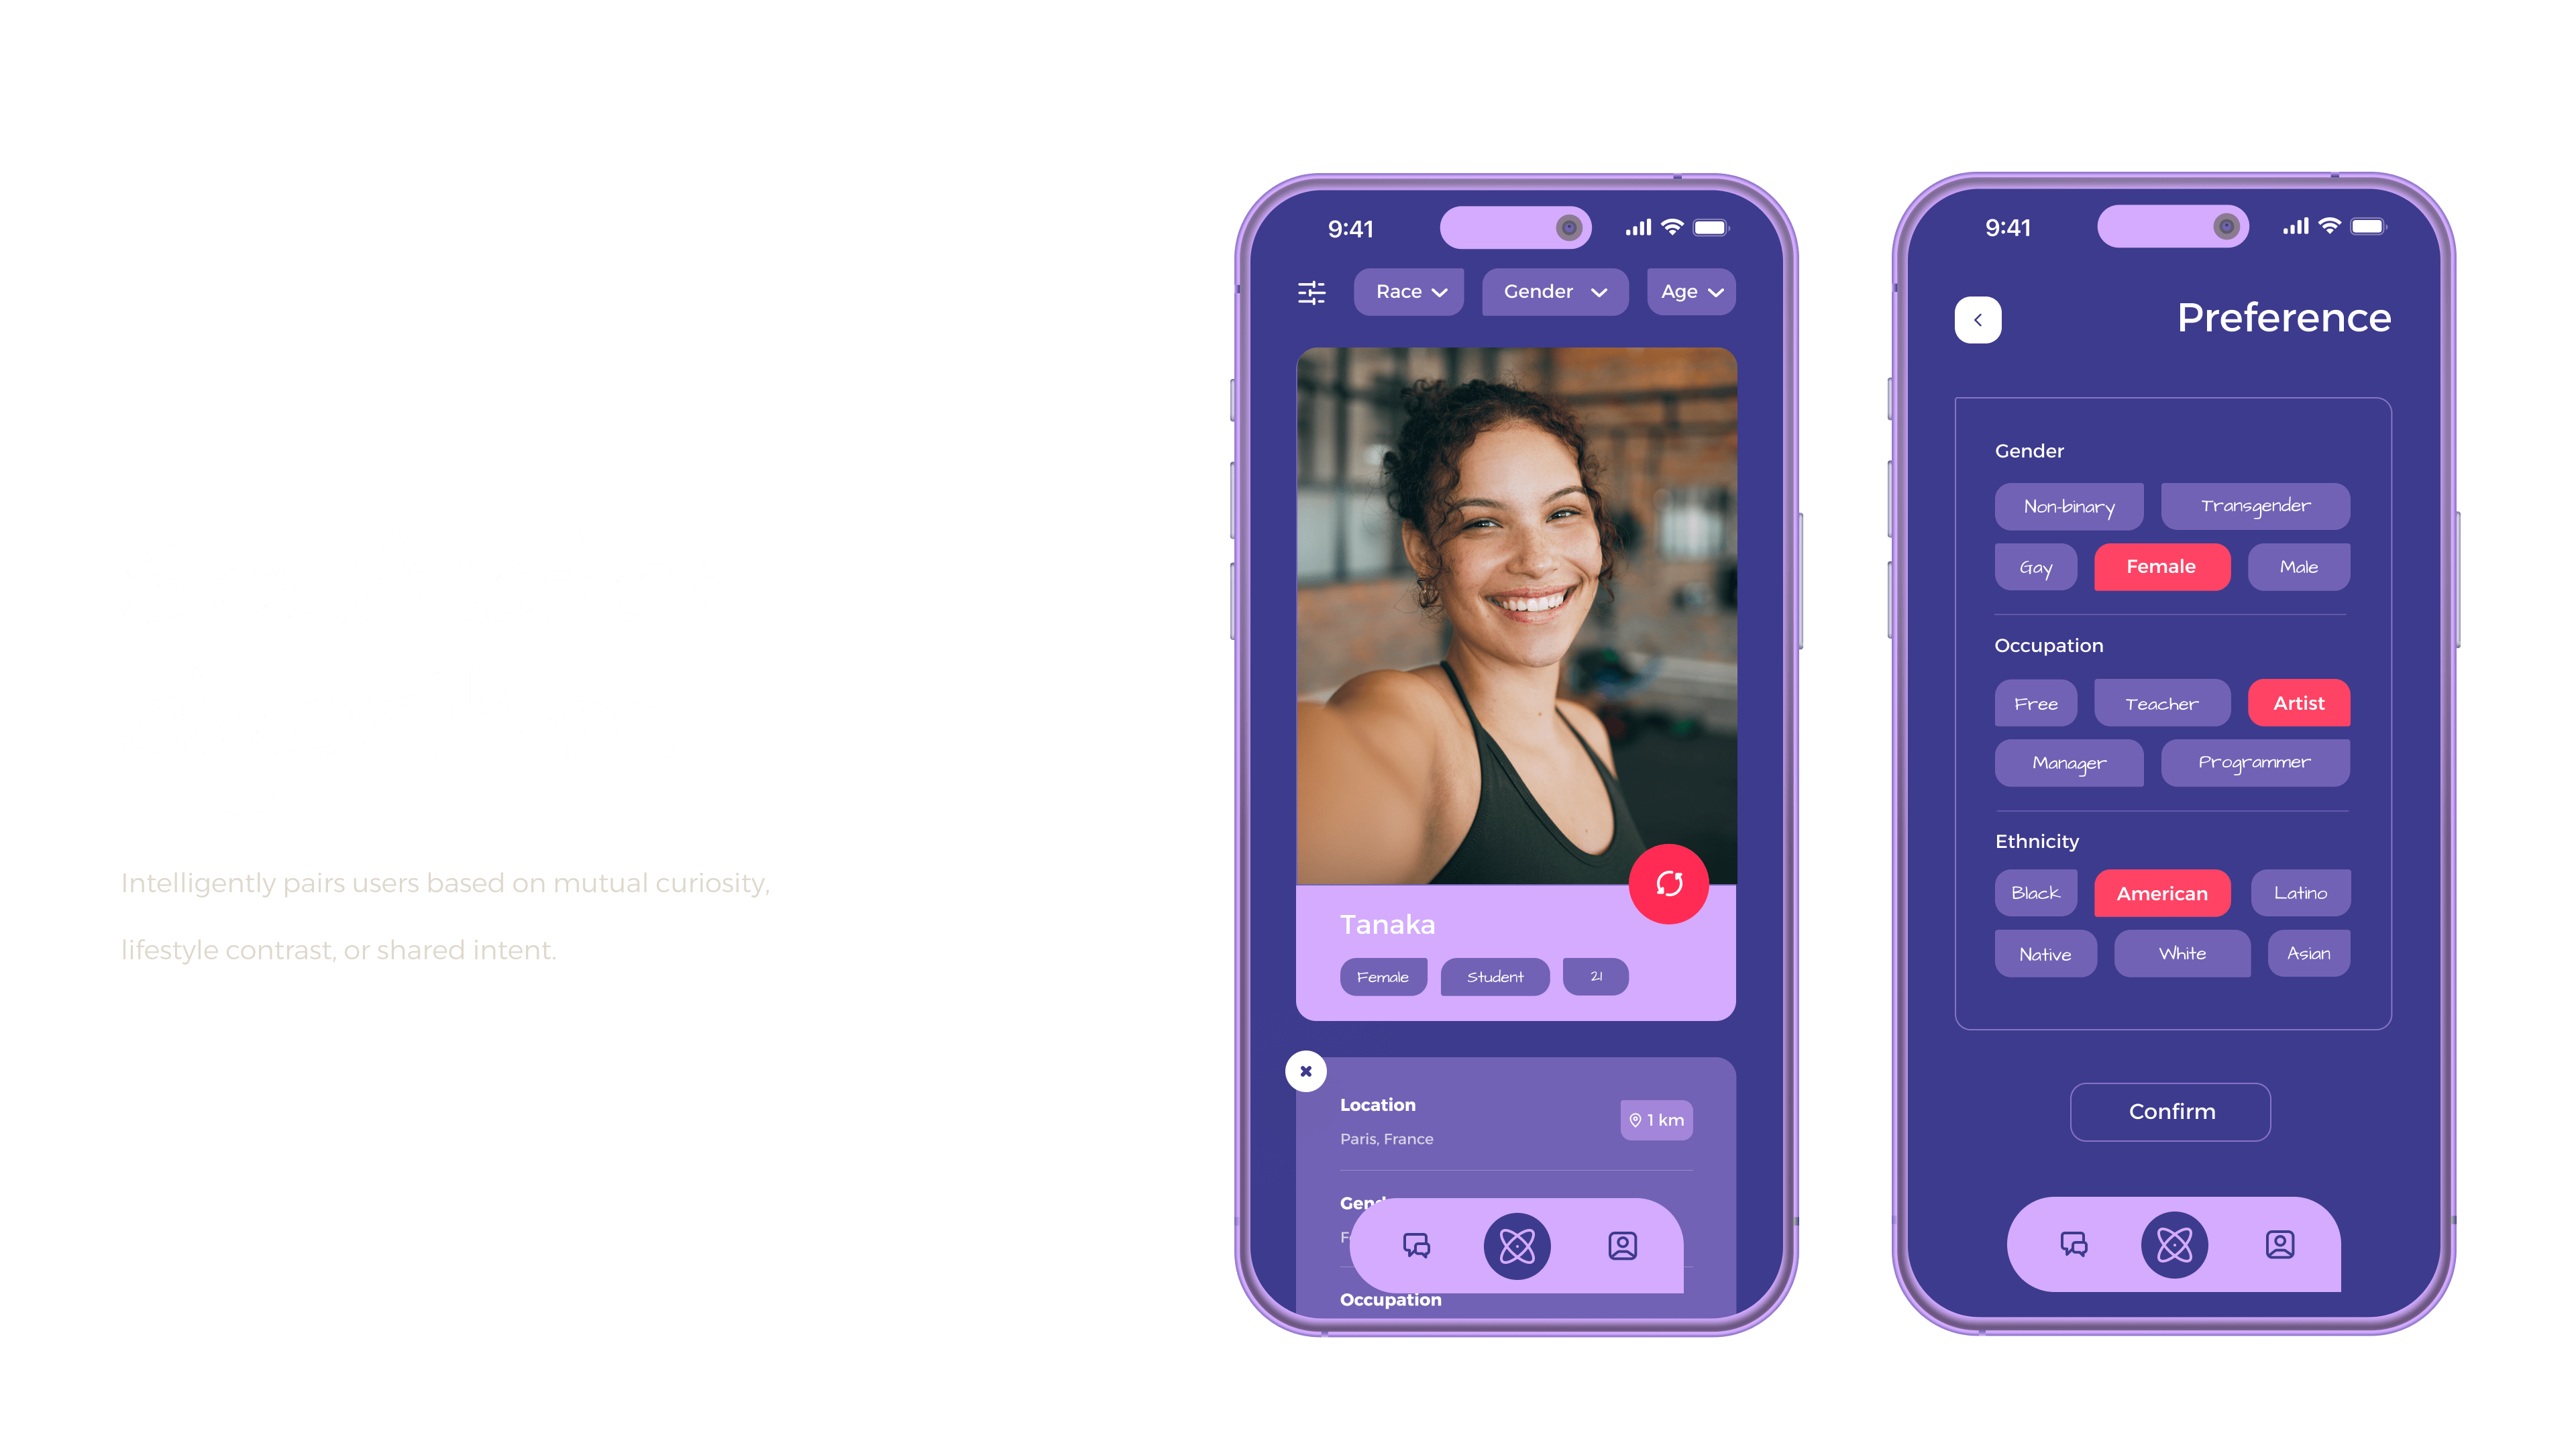 Intelligently pairs users based on mutual curiosity,
lifestyle contrast, or shared intent.
9:41
Race
Gender
Age
Tanaka
Female
Student
21
Location
Paris, France
1 km
Occupation
9:41
Preference
Gender
Non-binary
Transgender
Gay
Female
Male
Occupation
Free
Teacher
Artist
Manager
Programmer
Ethnicity
Black
American
Latino
Native
White
Asian
Confirm